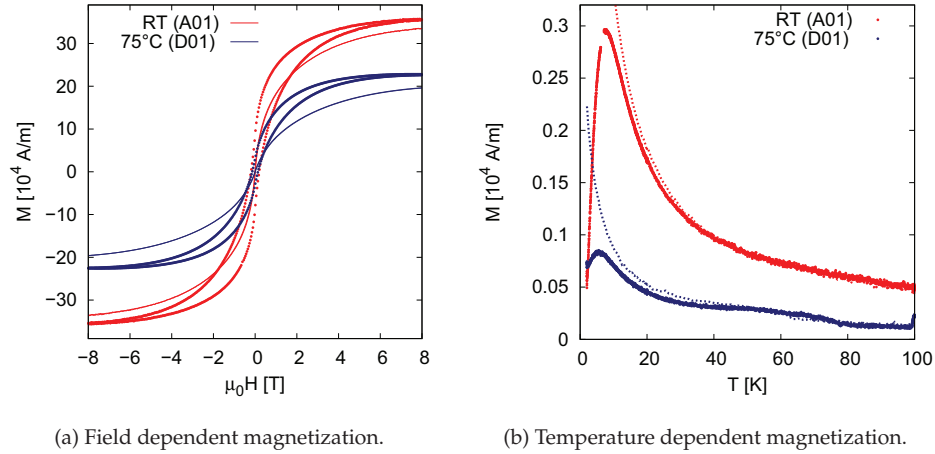 RT (A01)
75°C (D01)
M [10⁴ A/m]
30
20
10
0
−10
−20
−30
−8
−6
−4
−2
0
2
4
6
8
μ₀H [T]
(a) Field dependent magnetization.
RT (A01)
75°C (D01)
M [10⁴ A/m]
0.3
0.25
0.2
0.15
0.1
0.05
0
0
20
40
60
80
100
T [K]
(b) Temperature dependent magnetization.